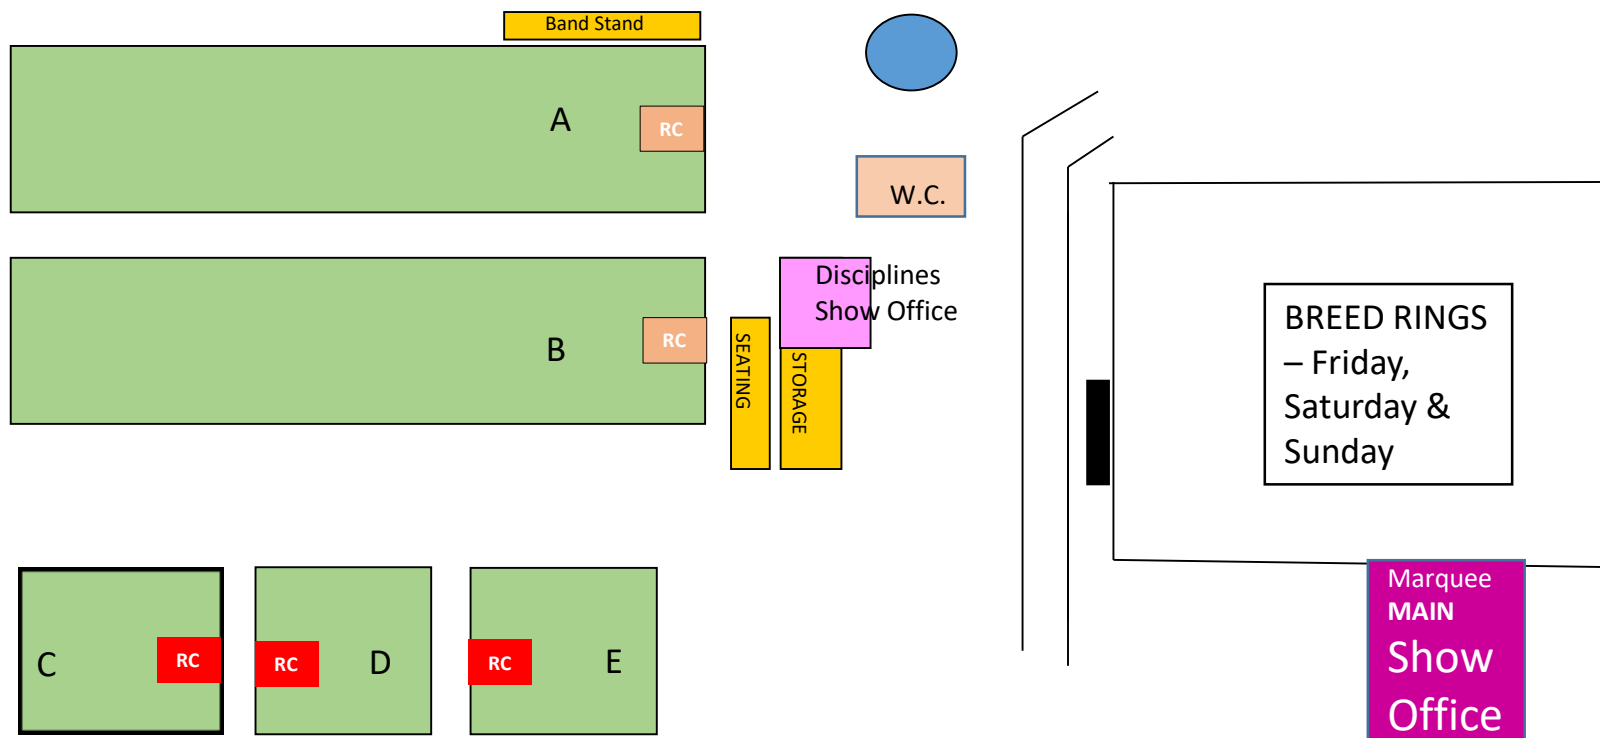 Band Stand
A
RC
W.C.
Disciplines
Show Office
B
RC
SEATING
STORAGE
BREED RINGS
– Friday,
Saturday &
Sunday
C
RC
RC
D
RC
E
Marquee
MAIN
Show
Office